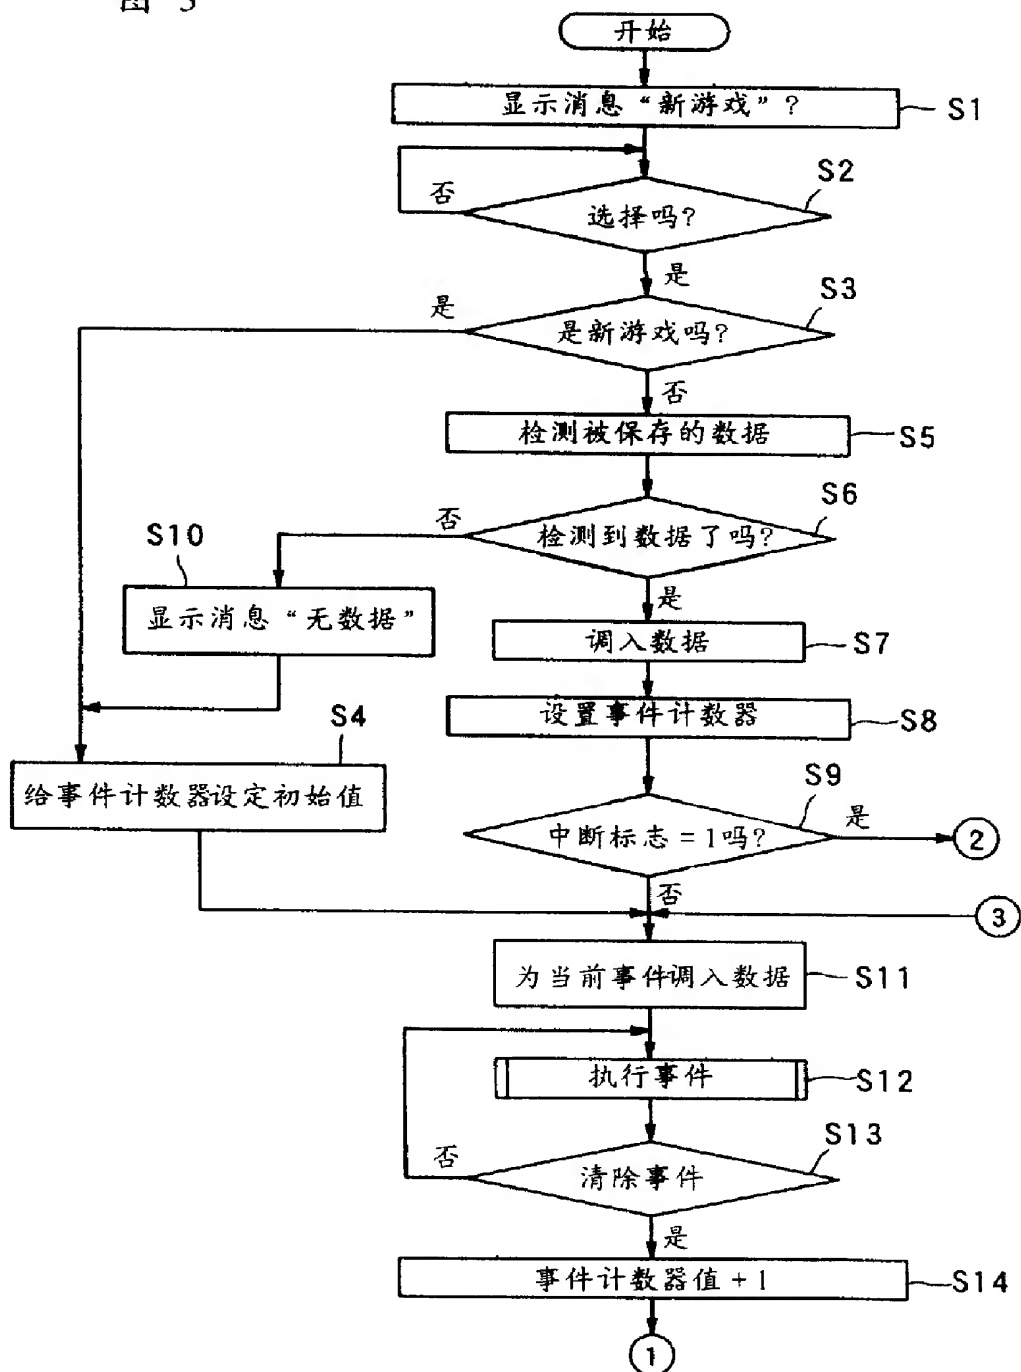 开始
显示消息“新游戏”？
S1
S2
否
选择吗？
是
S3
是
是新游戏吗？
否
检测被保存的数据
S5
S6
否
检测到数据了吗？
S10
是
显示消息“无数据”
调入数据
S7
设置事件计数器
S8
S4
给事件计数器设定初始值
S9
中断标志=1吗？
是
2
否
3
为当前事件调入数据
S11
执行事件
S12
S13
否
清除事件
是
事件计数器值+1
S14
1